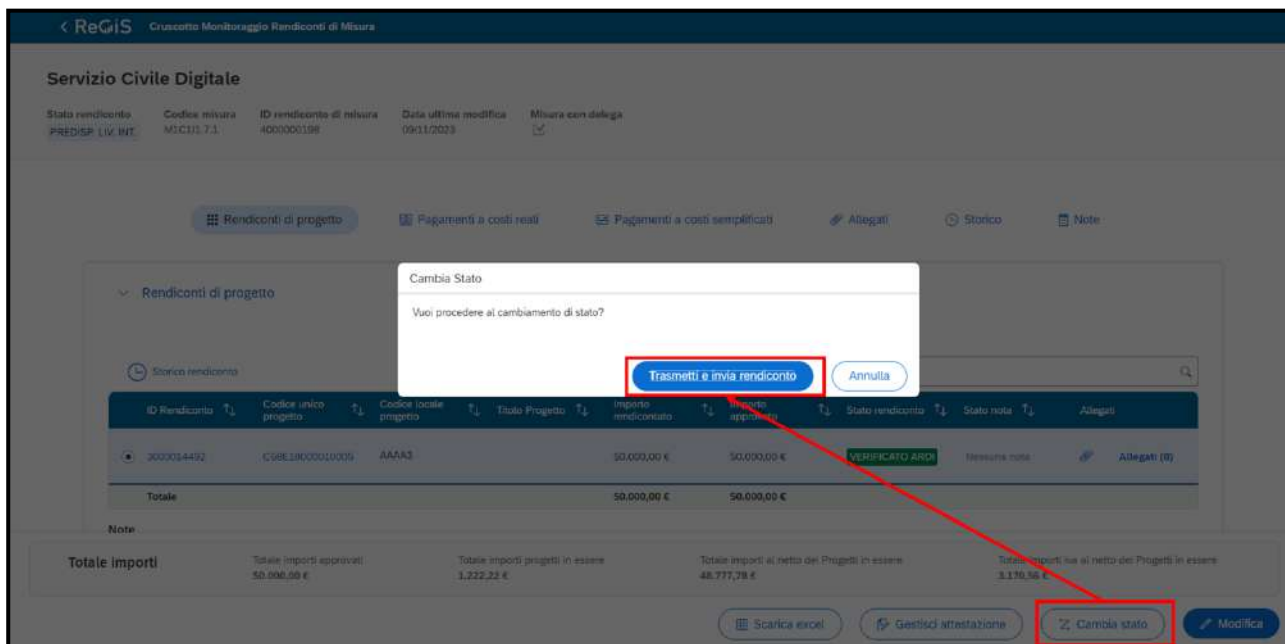 < ReGiS Cruscotto Monitoraggio Rendiconti di Misura
Servizio Civile Digitale
Stato rendiconto Codice misura ID rendiconto di misura Data ultima modifica Misura con delega
PREDISP. LIV. INT. M1C1I1.7.1 4000000198 09/11/2023
Rendiconti di progetto Pagamenti a costi reali Pagamenti a costi semplificati Allegati Storico Note
Cambia Stato
Rendiconti di progetto
Vuoi procedere al cambiamento di stato?
Trasmetti e invia rendiconto Annulla
Storico rendiconto
ID Rendiconto Codice unico progetto Codice locale progetto Titolo Progetto Importo rendicontato Importo approvato Stato rendiconto Stato nota Allegati
AAAA3 50.000,00 € 50.000,00 € VERIFICATO ARDI Nessuna nota Allegati (0)
Totale 50.000,00 € 50.000,00 €
Note
Totale importi
Totale importi approvati Totale importi progetti in essere Totale importi al netto dei Progetti in essere Totale importi iva al netto dei Progetti in essere
50.000,00 € 1.222,22 € 48.777,78 €
Scarica excel Gestisci attestazione Cambia stato Modifica